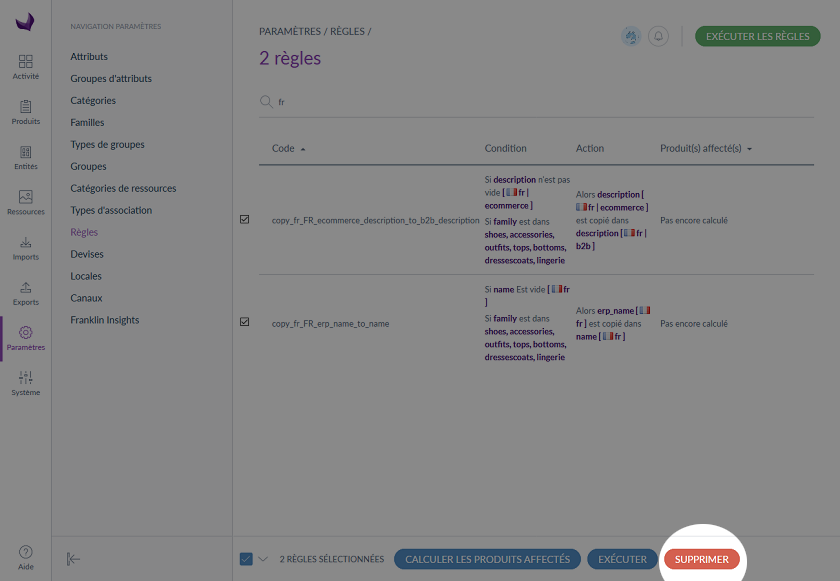 Activité
Produits
Entités
Ressources
Imports
Exports
Paramètres
Système
Aide
NAVIGATION PARAMÈTRES
Attributs
Groupes d'attributs
Catégories
Familles
Types de groupes
Groupes
Catégories de ressources
Types d'association
Règles
Devises
Locales
Canaux
Franklin Insights
PARAMÈTRES / RÈGLES /
2 règles
EXÉCUTER LES RÈGLES
fr
Code Condition Action Produit(s) affecté(s)
copy_fr_FR_ecommerce_description_to_b2b_description
Si description n'est pas
vide [ fr |
ecommerce ]
Si family est dans
shoes, accessories,
outfits, tops, bottoms,
dressescoats, lingerie
Alors description [
fr | ecommerce ]
est copié dans
description [ fr |
b2b ]
Pas encore calculé
copy_fr_FR_erp_name_to_name
Si name Est vide [ fr
]
Si family est dans
shoes, accessories,
outfits, tops, bottoms,
dressescoats, lingerie
Alors erp_name [
fr ] est copié dans
name [ fr ]
Pas encore calculé
2 RÈGLES SÉLECTIONNÉES
CALCULER LES PRODUITS AFFECTÉS
EXÉCUTER
SUPPRIMER